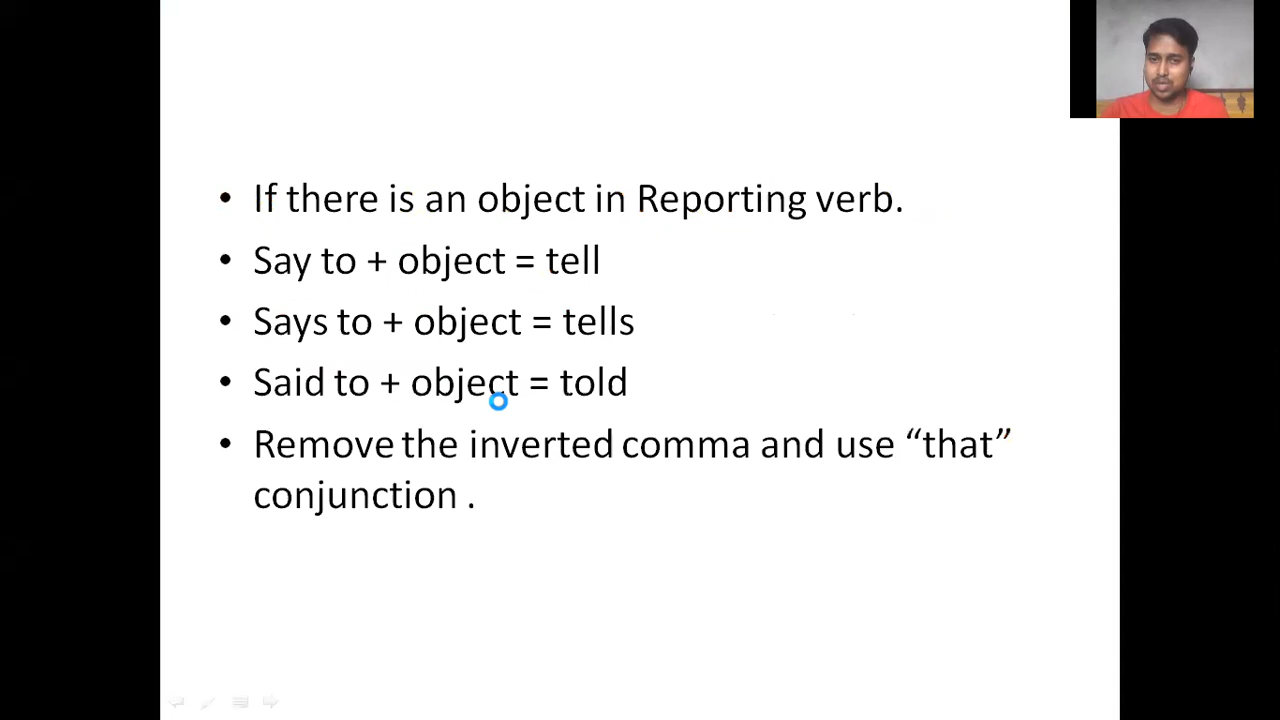 • If there is an object in Reporting verb.
• Say to + object = tell
• Says to + object = tells
• Said to + object = told
• Remove the inverted comma and use “that”
conjunction .